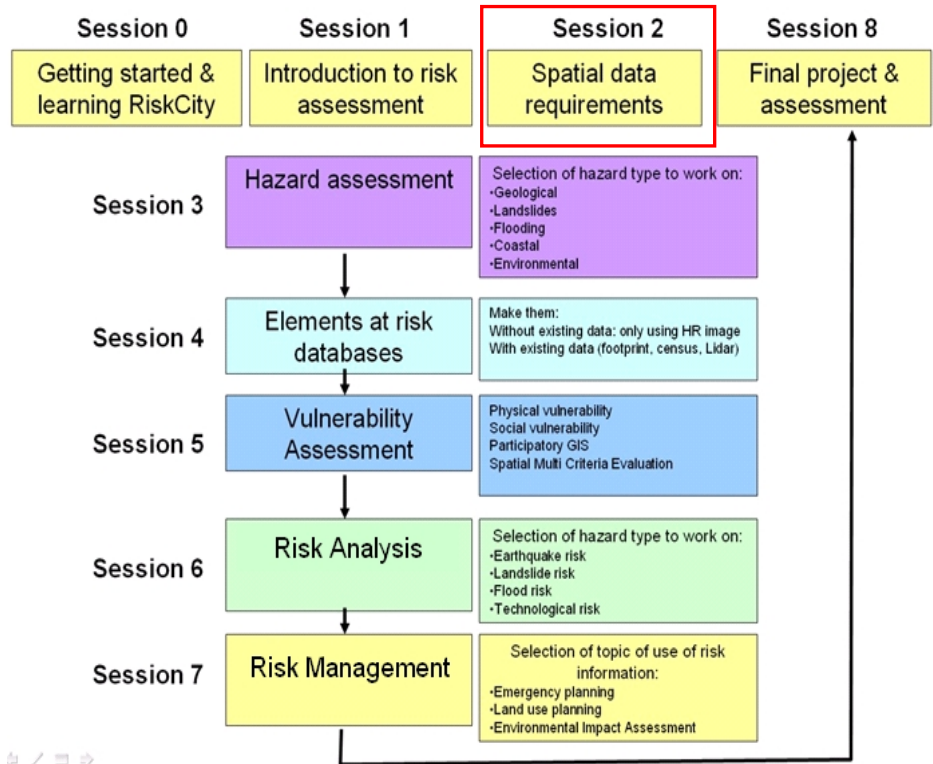 Session 0
Session 1
Session 2
Session 8
Getting started &
learning RiskCity
Introduction to risk
assessment
Spatial data
requirements
Final project &
assessment
Session 3
Hazard assessment
Selection of hazard type to work on:
•Geological
•Landslides
•Flooding
•Coastal
•Environmental
Session 4
Elements at risk
databases
Make them:
Without existing data: only using HR image
With existing data (footprint, census, Lidar)
Session 5
Vulnerability
Assessment
Physical vulnerability
Social vulnerability
Participatory GIS
Spatial Multi Criteria Evaluation
Session 6
Risk Analysis
Selection of hazard type to work on:
•Earthquake risk
•Landslide risk
•Flood risk
•Technological risk
Session 7
Risk Management
Selection of topic of use of risk
information:
•Emergency planning
•Land use planning
•Environmental Impact Assessment